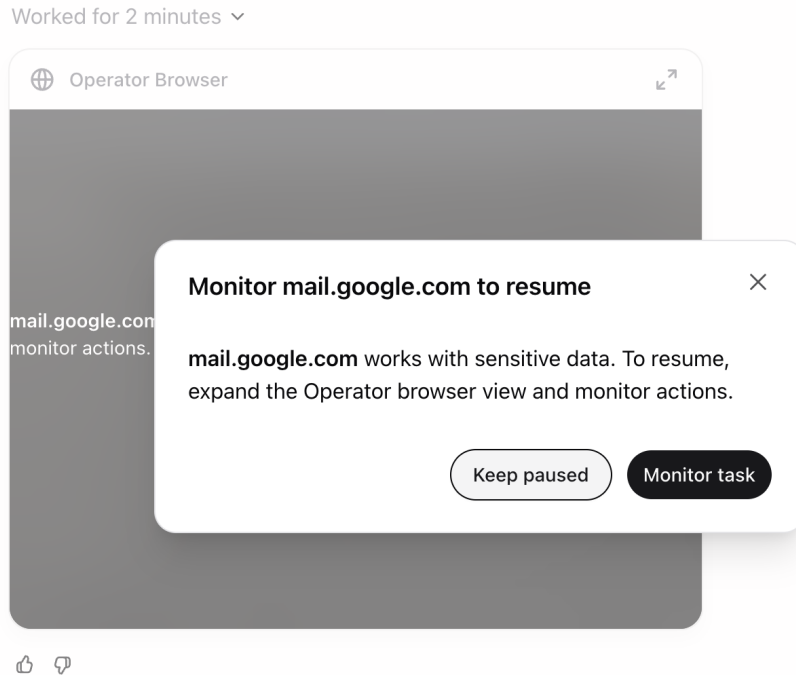 Worked for 2 minutes
Operator Browser
mail.google.com
monitor actions.
Monitor mail.google.com to resume
mail.google.com works with sensitive data. To resume,
expand the Operator browser view and monitor actions.
Keep paused
Monitor task